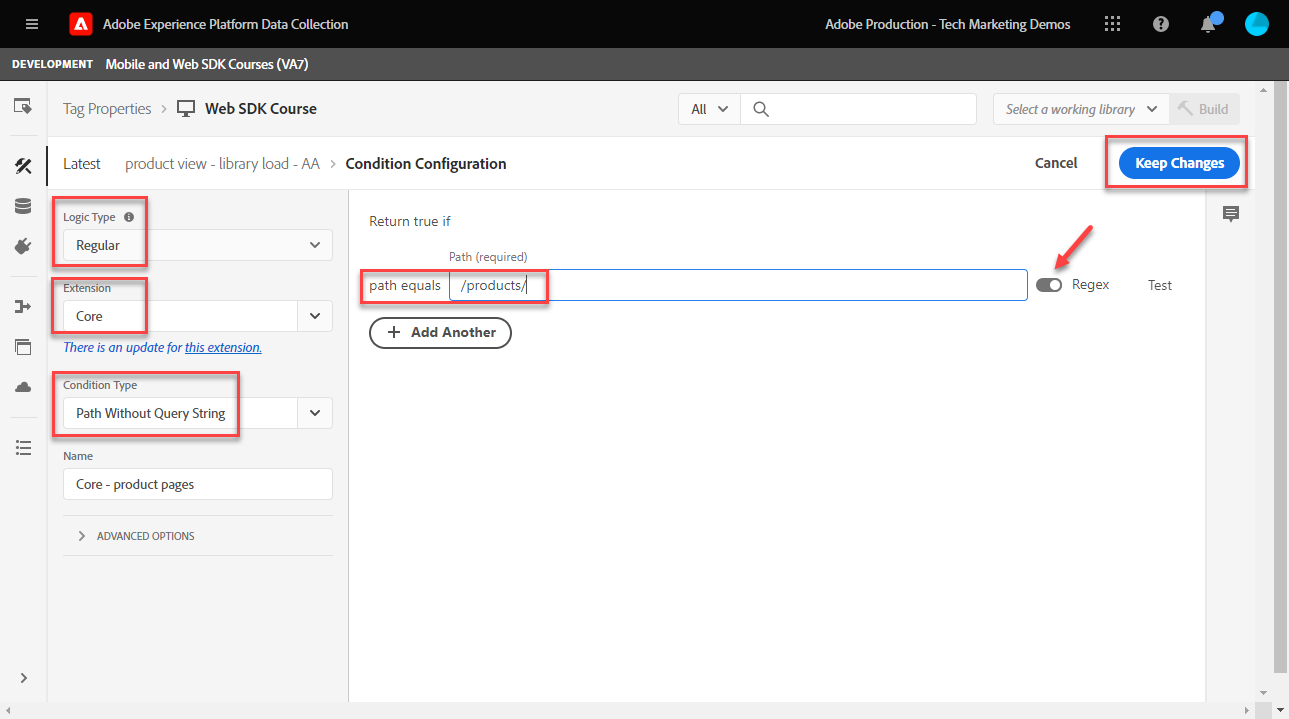 Adobe Experience Platform Data Collection
Adobe Production - Tech Marketing Demos
DEVELOPMENT Mobile and Web SDK Courses (VA7)
Tag Properties > Web SDK Course
All
Select a working library
Build
Latest
product view - library load - AA > Condition Configuration
Cancel
Keep Changes
Logic Type
Regular
Extension
Core
There is an update for this extension.
Condition Type
Path Without Query String
Name
Core - product pages
ADVANCED OPTIONS
Return true if
Path (required)
path equals /products/
Regex
Test
Add Another